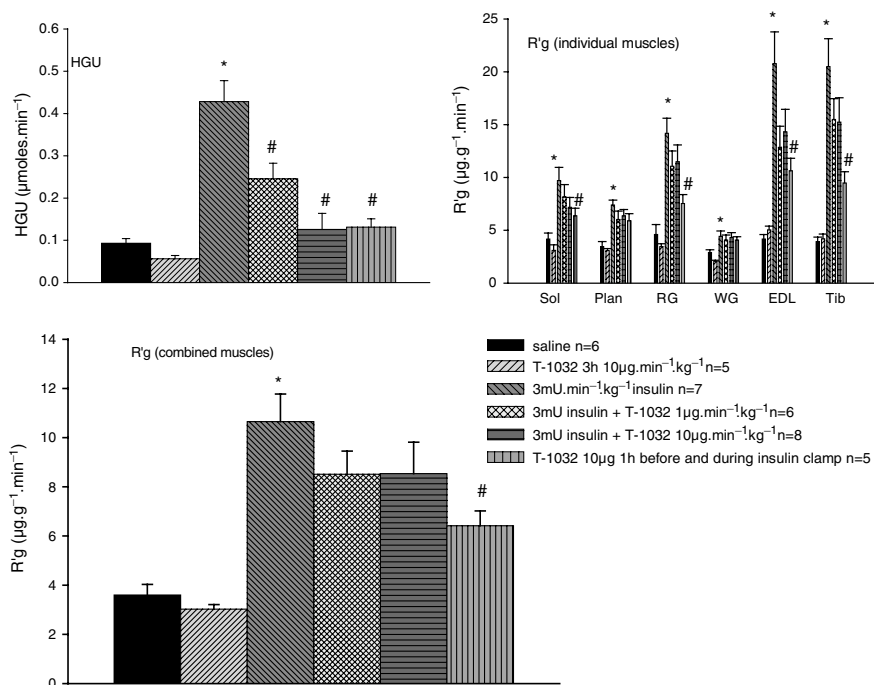 HGU
HGU (μmoles.min⁻¹)
0.6
0.5
0.4
0.3
0.2
0.1
0.0
*
#
#
#
R'g (individual muscles)
R'g (μg.g⁻¹.min⁻¹)
25
20
15
10
5
0
*
#
*
*
#
*
*
#
*
#
Sol Plan RG WG EDL Tib
R'g (combined muscles)
R'g (μg.g⁻¹.min⁻¹)
14
12
10
8
6
4
2
0
*
#
saline n=6
T-1032 3h 10μg.min⁻¹.kg⁻¹n=5
3mU.min⁻¹.kg⁻¹insulin n=7
3mU insulin + T-1032 1μg.min⁻¹.kg⁻¹n=6
3mU insulin + T-1032 10μg.min⁻¹.kg⁻¹n=8
T-1032 10μg 1h before and during insulin clamp n=5